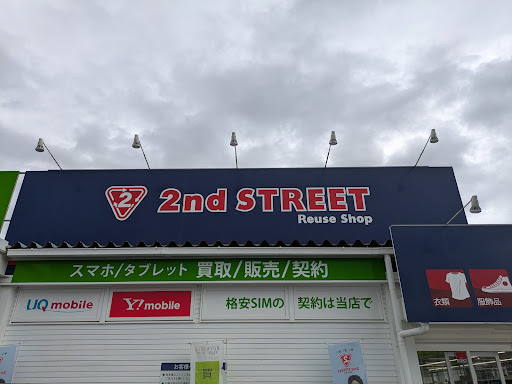 2
2nd STREET
Reuse Shop
スマホ/タブレット 買取/販売/契約
UQ mobile
Y! mobile
格安SIMの
契約は当店で
衣類
服飾品